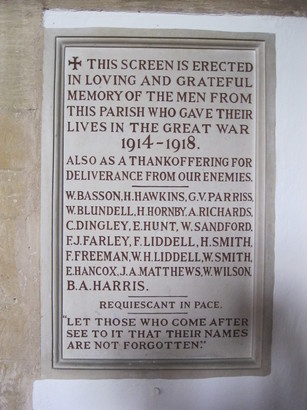 ✠ THIS SCREEN IS ERECTED
IN LOVING AND GRATEFUL
MEMORY OF THE MEN FROM
THIS PARISH WHO GAVE THEIR
LIVES IN THE GREAT WAR
1914-1918.
ALSO AS A THANKOFFERING FOR
DELIVERANCE FROM OUR ENEMIES.
W. BASSON, H. HAWKINS, G.V. PARRISS,
W. BLUNDELL, H. HORNBY, A. RICHARDS,
C. DINGLEY, E. HUNT, W. SANDFORD,
F.J. FARLEY, F. LIDDELL, H. SMITH,
F. FREEMAN, W.H. LIDDELL, W. SMITH,
E. HANCOX, J.A. MATTHEWS, W. WILSON,
B.A. HARRIS.
REQUIESCANT IN PACE.
"LET THOSE WHO COME AFTER
SEE TO IT THAT THEIR NAMES
ARE NOT FORGOTTEN."